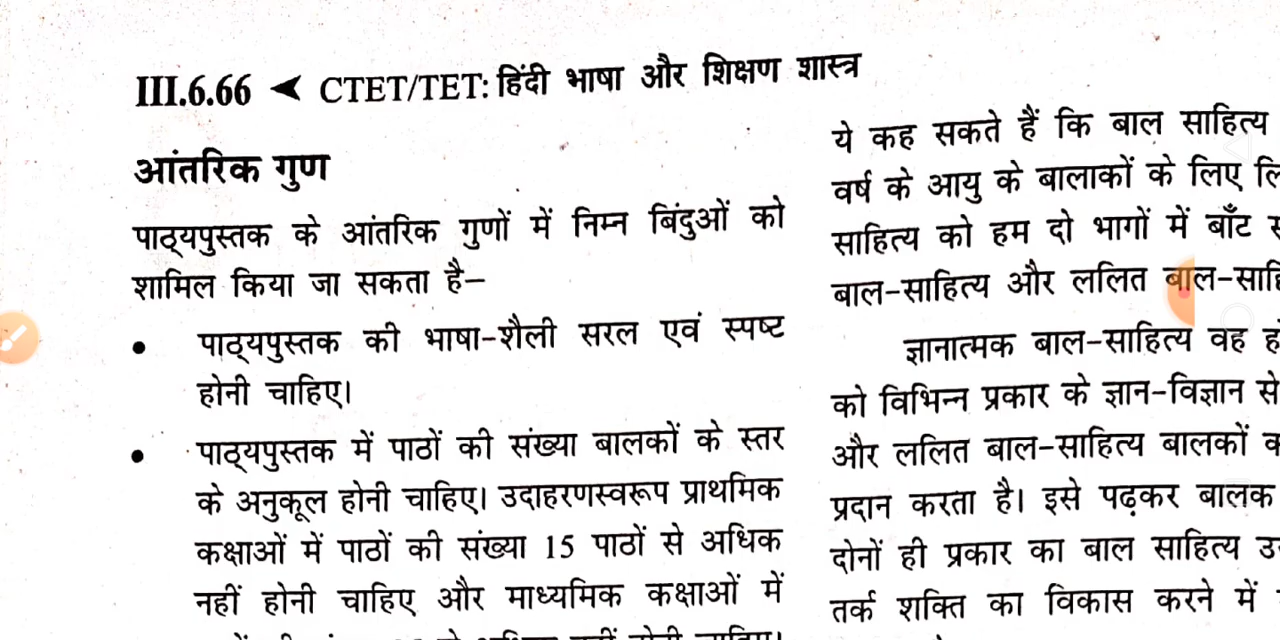 III.6.66 ◄ CTET/TET: हिंदी भाषा और शिक्षण शास्त्र
आंतरिक गुण
पाठ्यपुस्तक के आंतरिक गुणों में निम्न बिंदुओं को
शामिल किया जा सकता है–
• पाठ्यपुस्तक की भाषा-शैली सरल एवं स्पष्ट
होनी चाहिए।
• पाठ्यपुस्तक में पाठों की संख्या बालकों के स्तर
के अनुकूल होनी चाहिए। उदाहरणस्वरूप प्राथमिक
कक्षाओं में पाठों की संख्या 15 पाठों से अधिक
नहीं होनी चाहिए और माध्यमिक कक्षाओं में
ये कह सकते हैं कि बाल साहित्य
वर्ष के आयु के बालाकों के लिए
साहित्य को हम दो भागों में बाँट
बाल-साहित्य और ललित
ज्ञानात्मक बाल-साहित्य वह
को विभिन्न प्रकार के ज्ञान-विज्ञान से
और ललित बाल-साहित्य बालकों
प्रदान करता है। इसे पढ़कर बालक
दोनों ही प्रकार का बाल साहित्य
तर्क शक्ति का विकास करने में